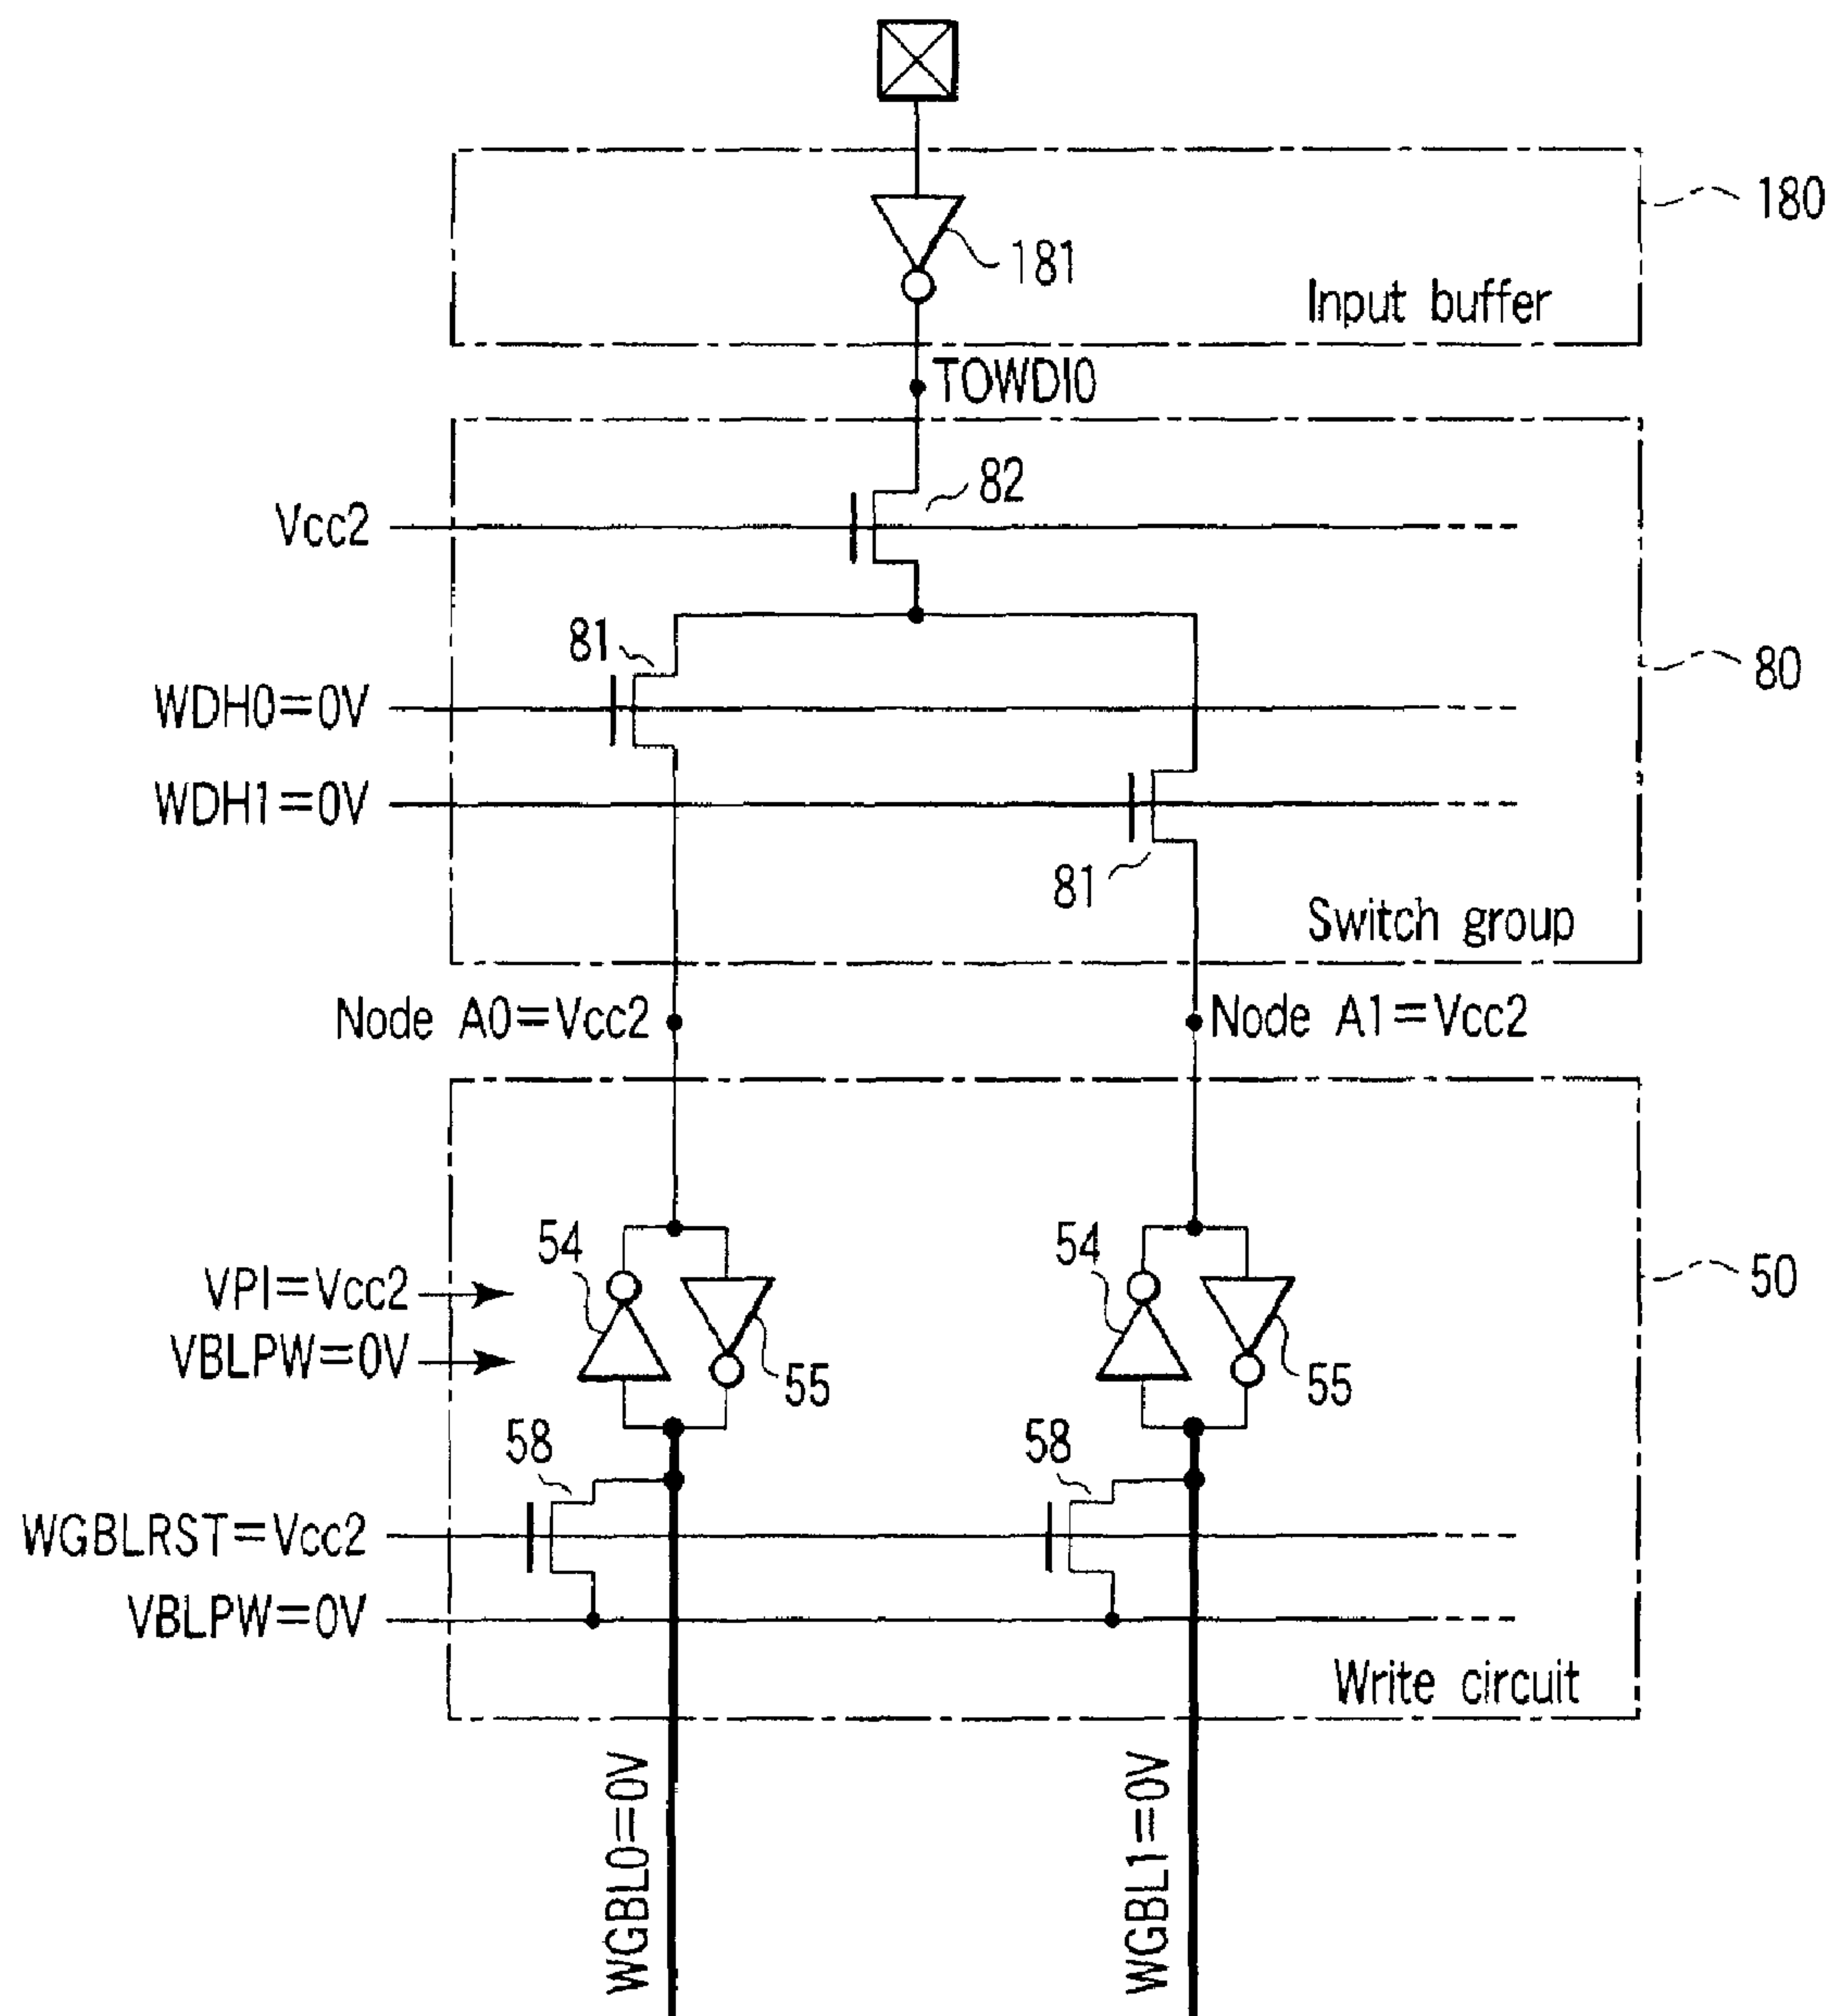 180
181
Input buffer
TOWDI0
82
Vcc2
81
80
WDH0=0V
WDH1=0V
81
Switch group
Node A0=Vcc2
Node A1=Vcc2
54
54
50
VPI=Vcc2
VBLPW=0V
55
55
58
58
WGBLRST=Vcc2
VBLPW=0V
Write circuit
WGBL0=0V
WGBL1=0V